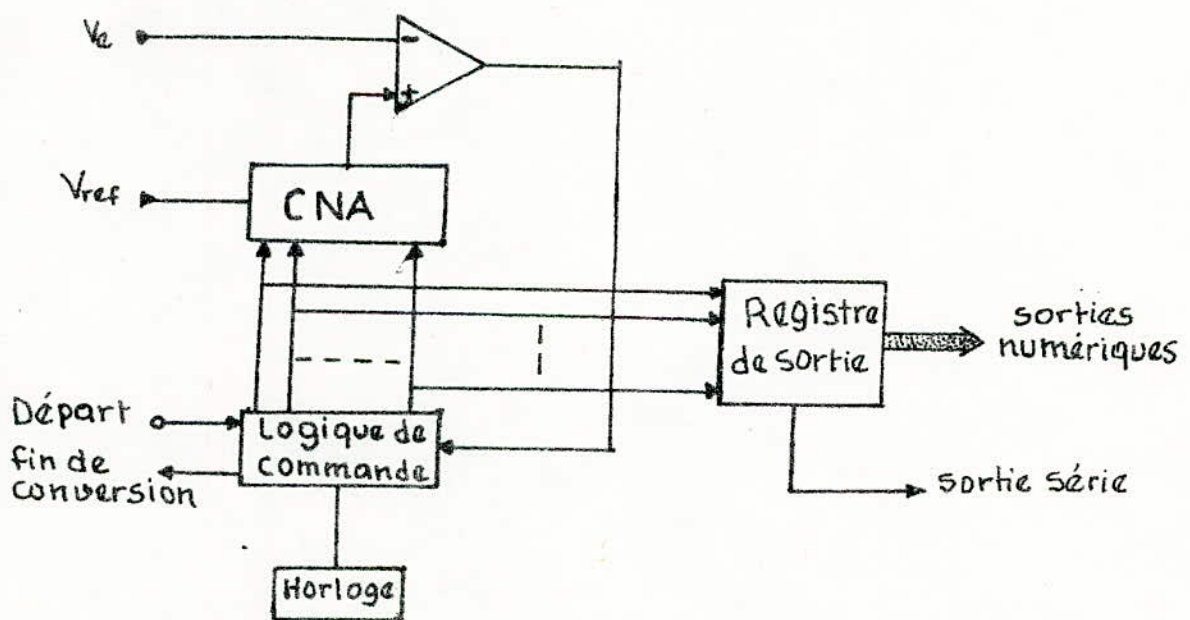 Ve
-
+
Vref
CNA
Registre
de sortie
sorties
numériques
Départ
fin de
conversion
Logique de
commande
sortie série
Horloge